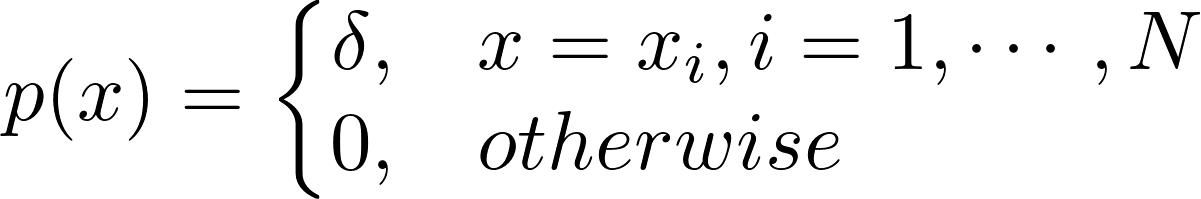 p(x) = { δ, x = x_i, i = 1, ⋯ , N
0, otherwise